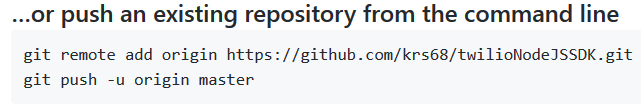 ...or push an existing repository from the command line
git remote add origin https://github.com/krs68/twilioNodeJSSDK.git
git push -u origin master